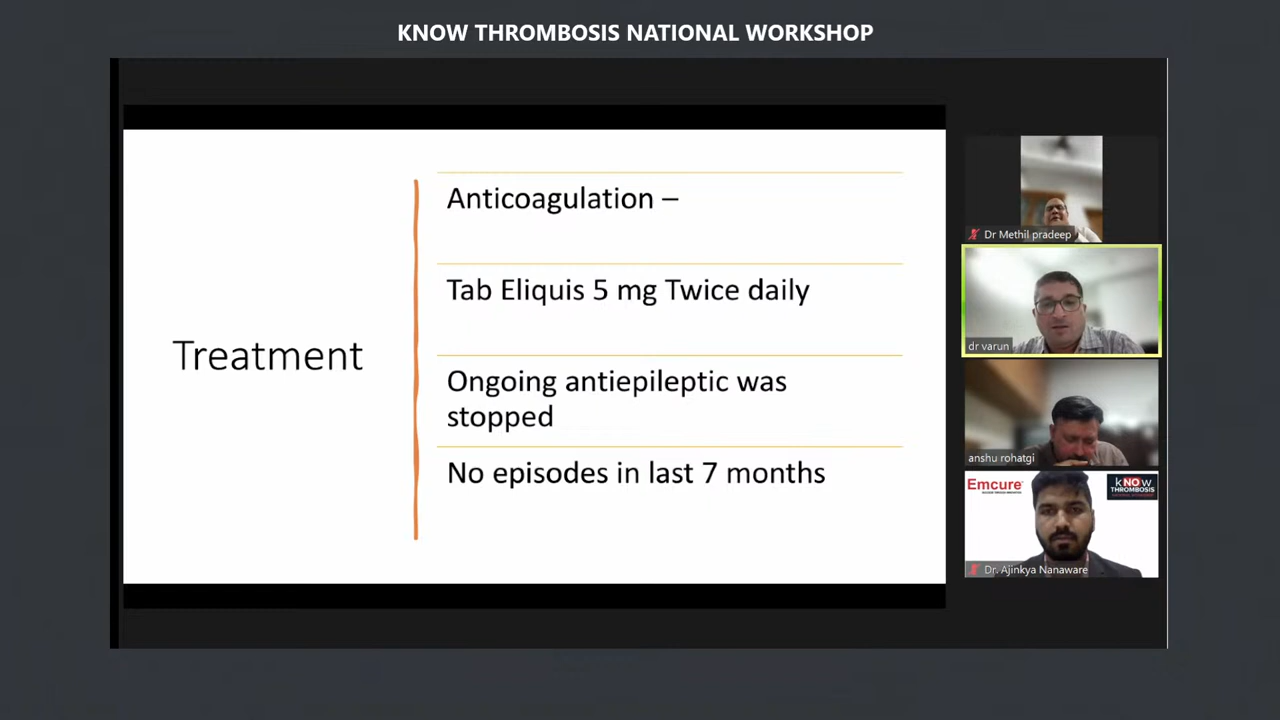 KNOW THROMBOSIS NATIONAL WORKSHOP
Treatment
Anticoagulation –
Tab Eliquis 5 mg Twice daily
Ongoing antiepileptic was
stopped
No episodes in last 7 months
Dr Methil pradeep
dr varun
anshu rohatgi
Emcure
kNOw
THROMBOSIS
Dr. Ajinkya Nanaware